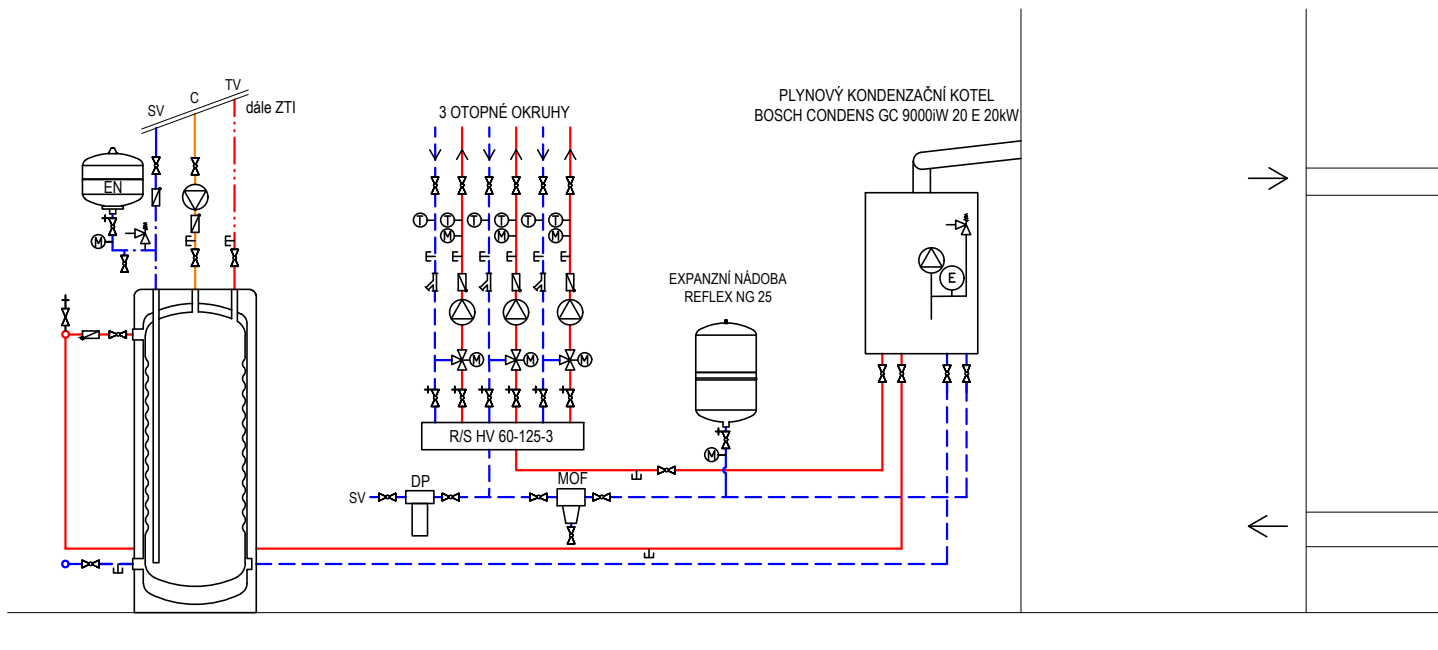 SV
C
TV
dále ZTI
3 OTOPNÉ OKRUHY
PLYNOVÝ KONDENZAČNÍ KOTEL
BOSCH CONDENS GC 9000iW 20 E 20kW
EN
M
T
T
T
T
T
T
M
M
M
E
EXPANZNÍ NÁDOBA
REFLEX NG 25
M
M
M
R/S HV 60-125-3
M
SV
DP
MOF